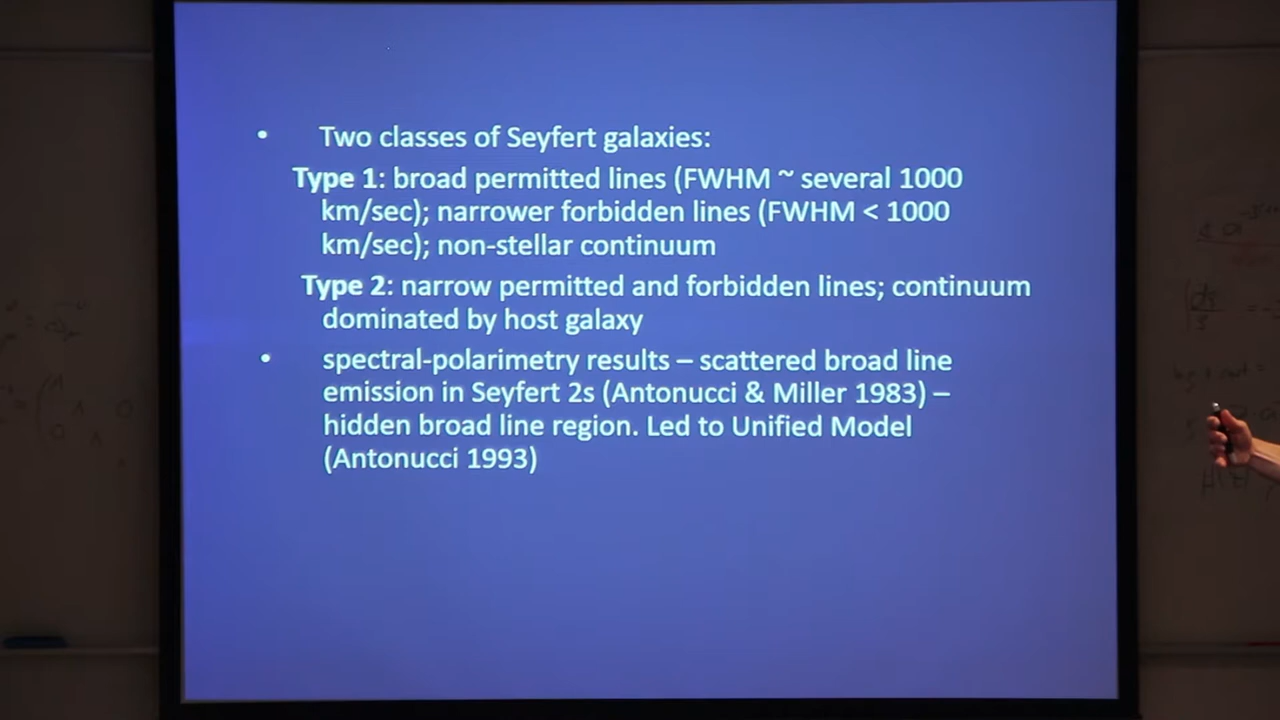 • Two classes of Seyfert galaxies:
Type 1: broad permitted lines (FWHM ~ several 1000
km/sec); narrower forbidden lines (FWHM < 1000
km/sec); non-stellar continuum
Type 2: narrow permitted and forbidden lines; continuum
dominated by host galaxy
• spectral-polarimetry results – scattered broad line
emission in Seyfert 2s (Antonucci & Miller 1983) –
hidden broad line region. Led to Unified Model
(Antonucci 1993)